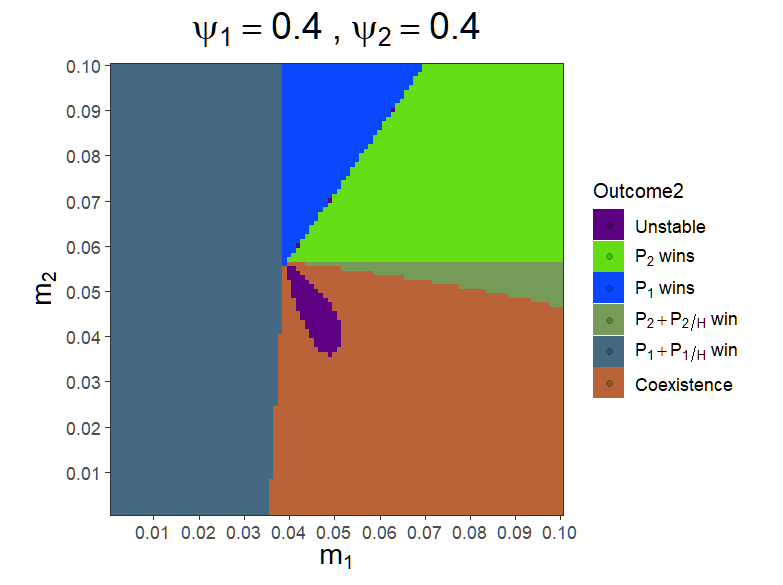 ψ₁ = 0.4 , ψ₂ = 0.4
0.10
0.09
0.08
0.07
0.06
0.05
0.04
0.03
0.02
0.01
m₂
0.01 0.02 0.03 0.04 0.05 0.06 0.07 0.08 0.09 0.10
m₁
Outcome2
Unstable
P₂ wins
P₁ wins
P₂ + P₂/H win
P₁ + P₁/H win
Coexistence